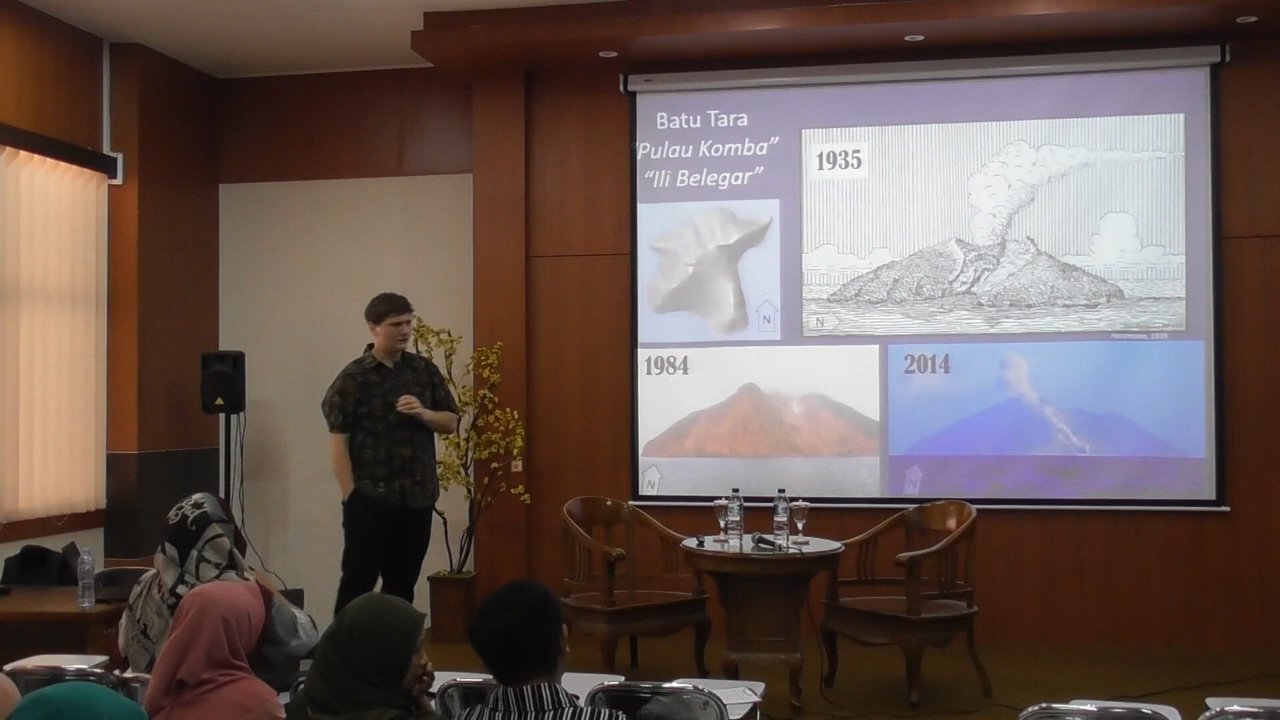 Batu Tara
"Pulau Komba"
"Ili Belegar"
1935
N
N
1984
N
2014
N